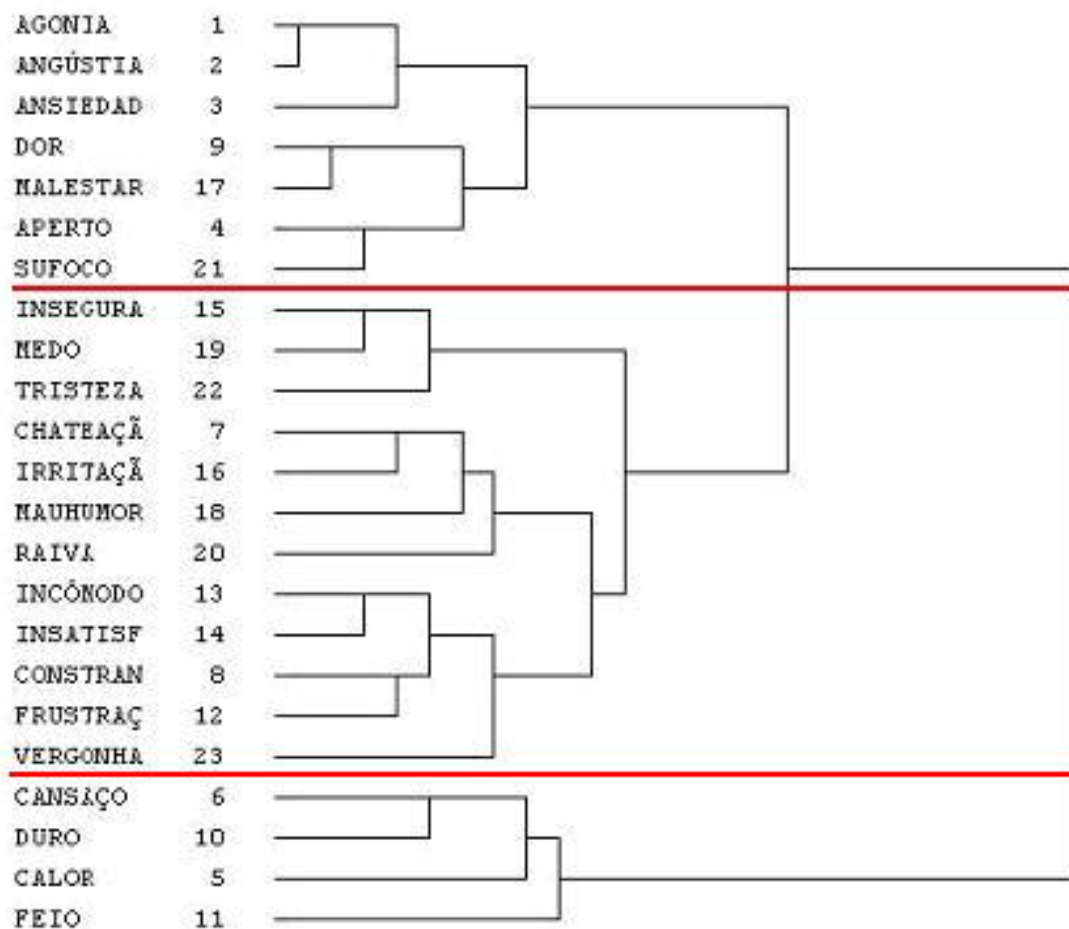 AGONIA 1
ANGÚSTIA 2
ANSIEDAD 3
DOR 9
MALESTAR 17
APERTO 4
SUFOCO 21
INSEGURA 15
MEDO 19
TRISTEZA 22
CHATEAÇÃ 7
IRRITAÇÃ 16
MAUHUMOR 18
RAIVA 20
INCÔMODO 13
INSATISF 14
CONSTRAN 8
FRUSTRAÇ 12
VERGONHA 23
CANSAÇO 6
DURO 10
CALOR 5
FEIO 11